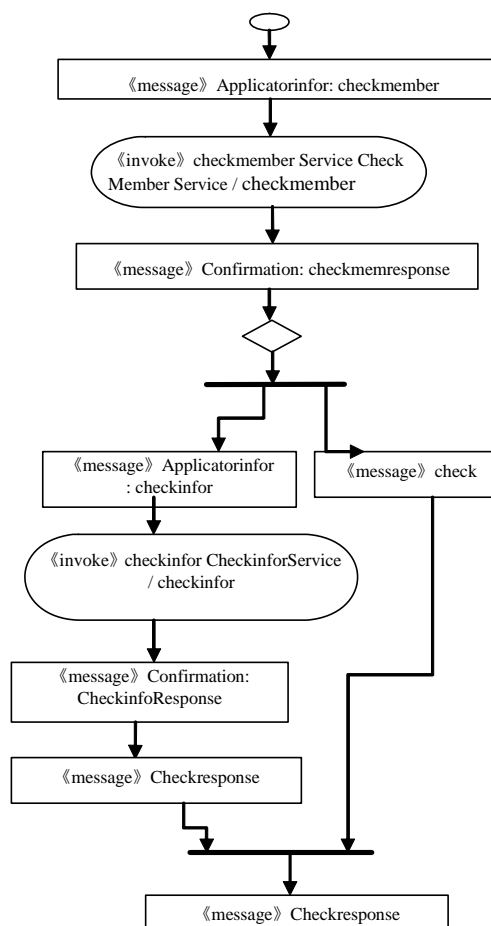 《message》Applicatorinfor: checkmember
《invoke》checkmember Service Check
Member Service / checkmember
《message》Confirmation: checkmemresponse
《message》Applicatorinfor
: checkinfor
《message》check
《invoke》checkinfor CheckinforService
/ checkinfor
《message》Confirmation:
CheckinfoResponse
《message》Checkresponse
《message》Checkresponse